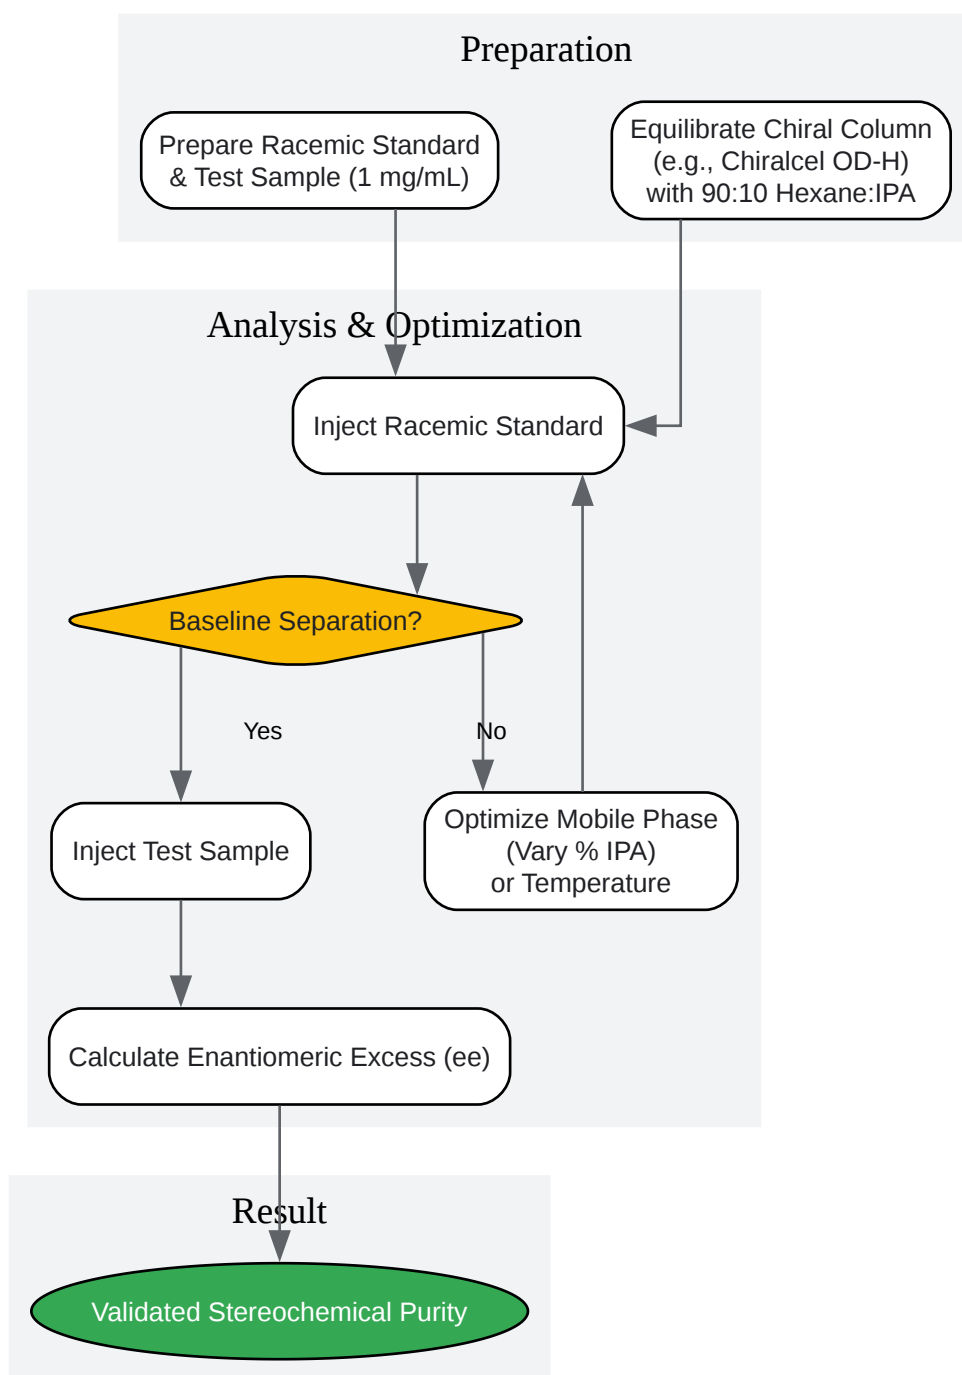 Preparation
Prepare Racemic Standard
& Test Sample (1 mg/mL)
Equilibrate Chiral Column
(e.g., Chiralcel OD-H)
with 90:10 Hexane:IPA
Analysis & Optimization
Inject Racemic Standard
Baseline Separation?
Yes
No
Inject Test Sample
Optimize Mobile Phase
(Vary % IPA)
or Temperature
Calculate Enantiomeric Excess (ee)
Result
Validated Stereochemical Purity